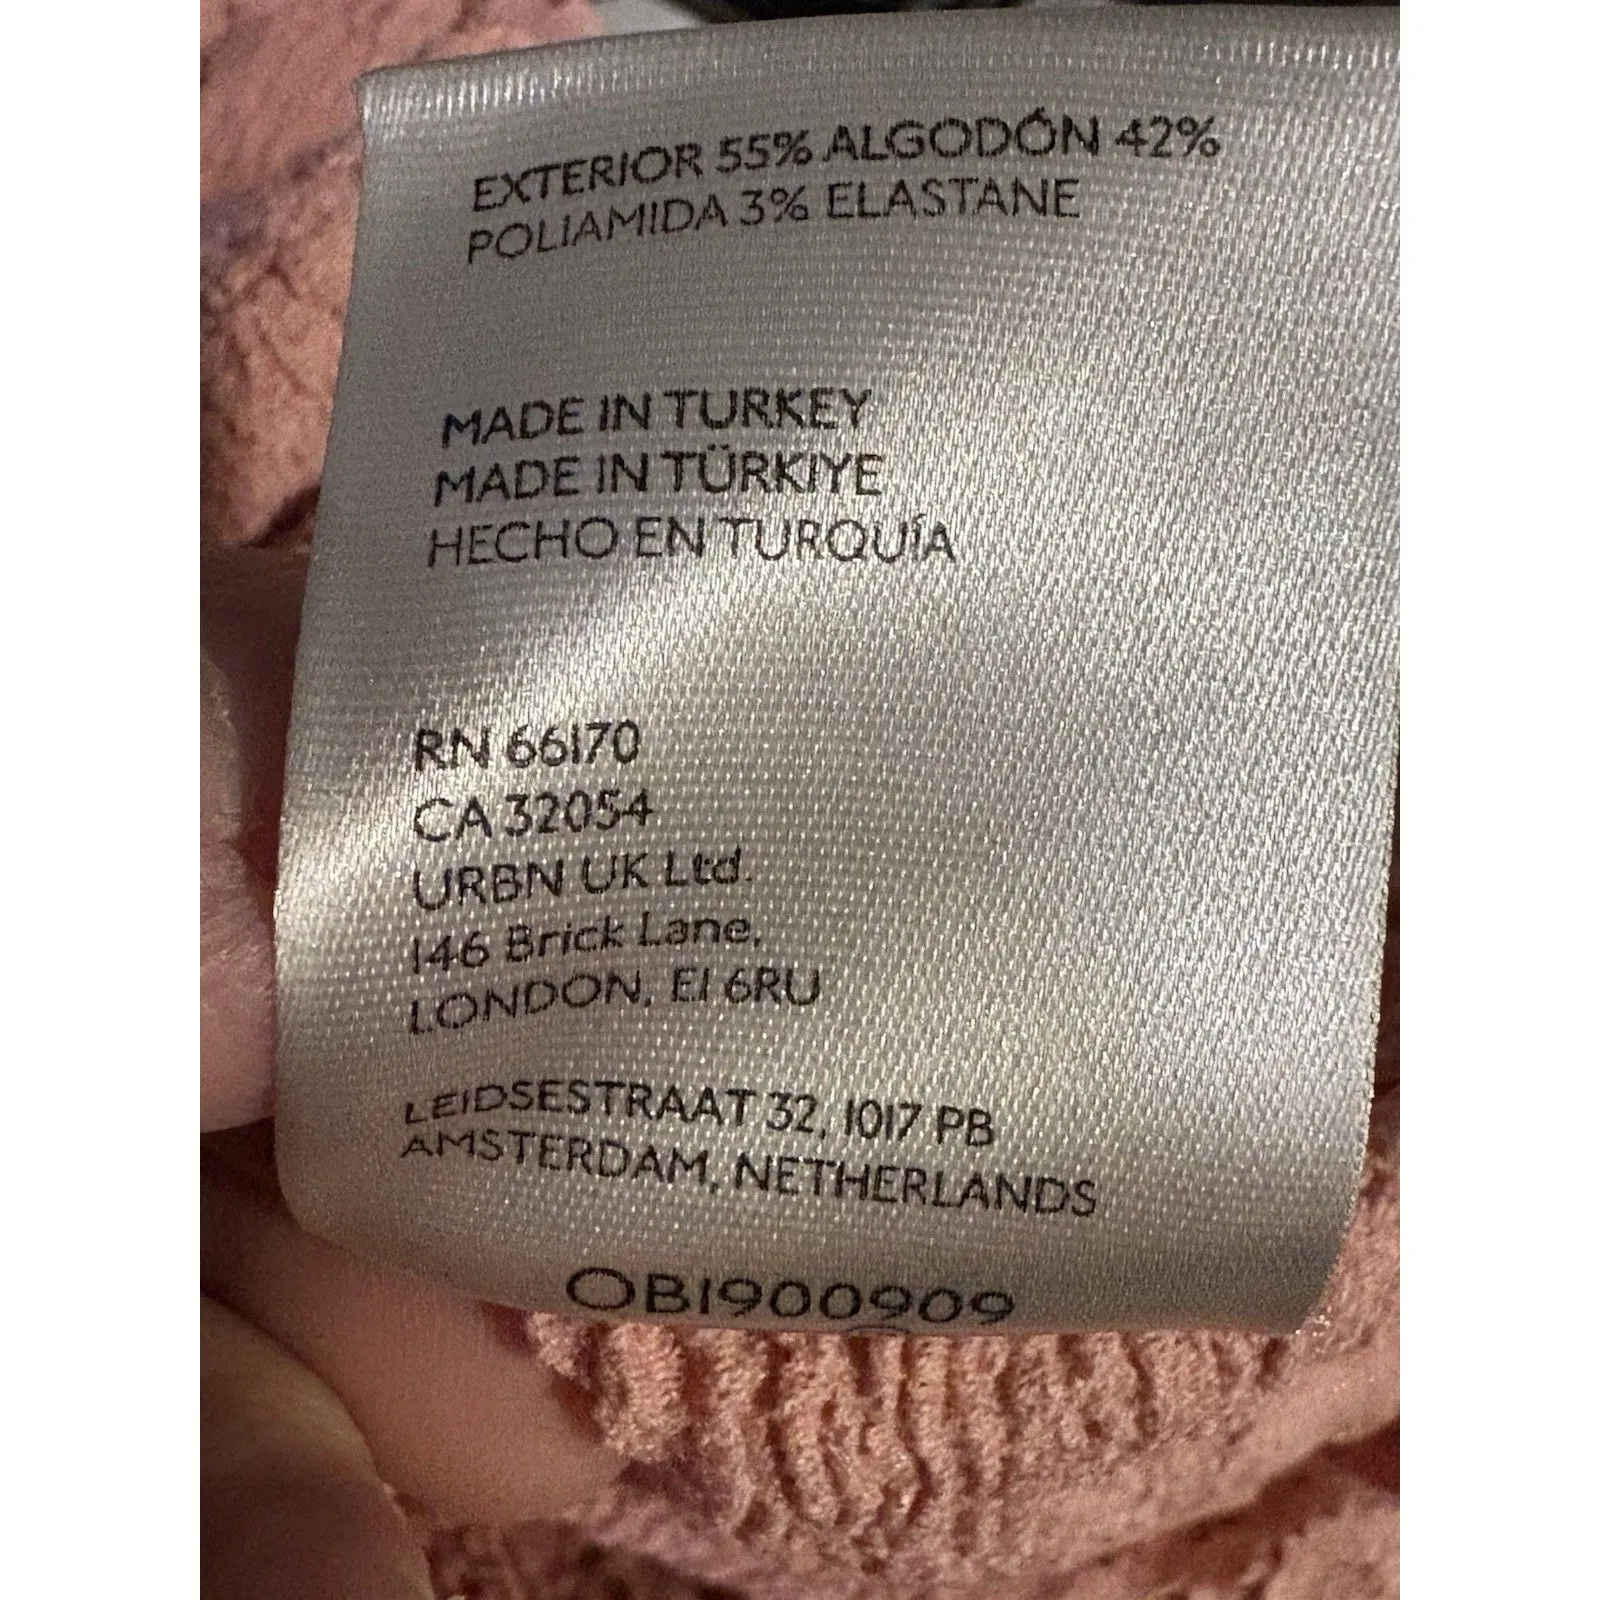 EXTERIOR 55% ALGODÓN 42%
POLIAMIDA 3% ELASTANE
MADE IN TURKEY
MADE IN TÜRKIYE
HECHO EN TURQUÍA
RN 66170
CA 32054
URBN UK Ltd.
146 Brick Lane,
LONDON, E1 6RU
LEIDSESTRAAT 32, 1017 PB
AMSTERDAM, NETHERLANDS
OB1900909